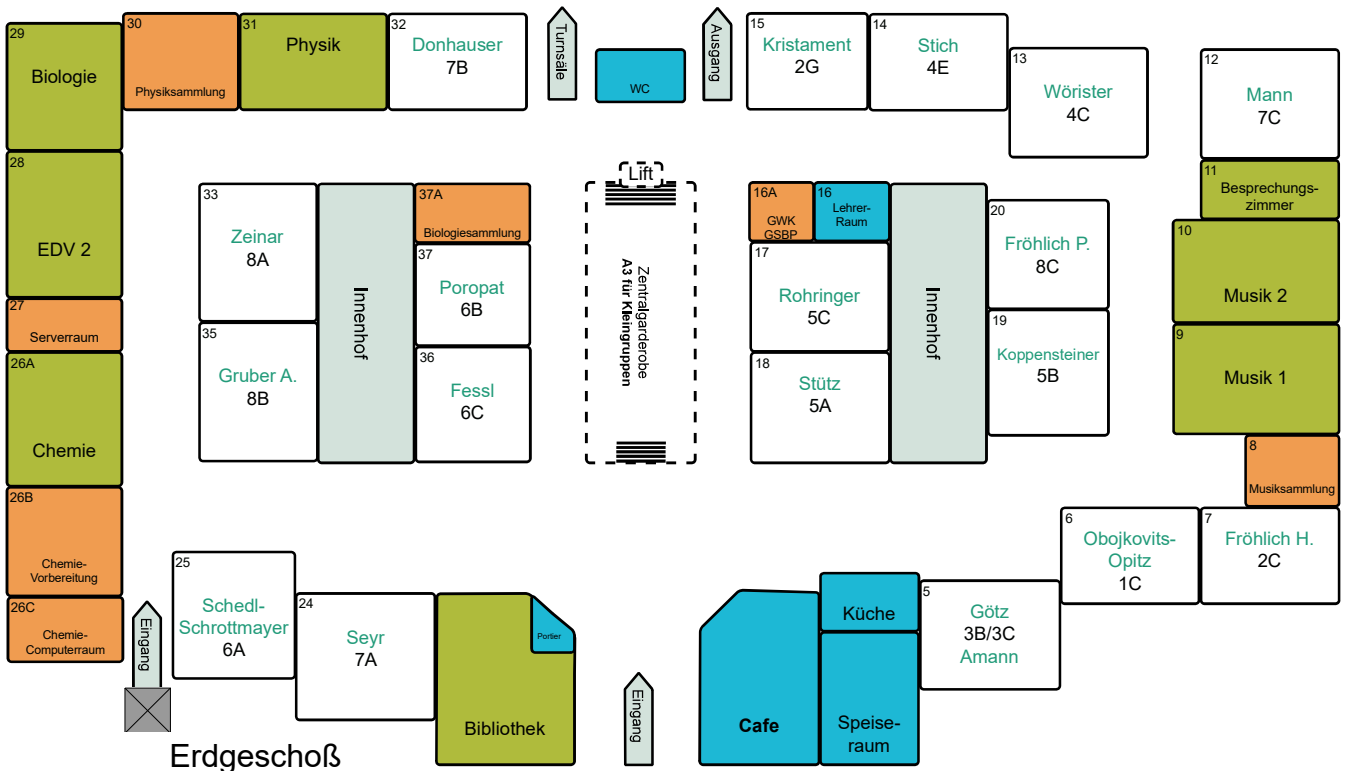 29
Biologie
30
Physiksammlung
31
Physik
32
Donhauser
7B
Turnsäle
WC
Ausgang
15
Kristament
2G
14
Stich
4E
13
Wörister
4C
12
Mann
7C
28
EDV 2
27
Serverraum
26A
Chemie
26B
Chemie-
Vorbereitung
26C
Chemie-
Computerraum
33
Zeinar
8A
35
Gruber A.
8B
Innenhof
37A
Biologiesammlung
37
Poropat
6B
36
Fessl
6C
Lift
Zentralgarderobe
A3 für Kleingruppen
16A
GWK
GSBP
16
Lehrer-
Raum
17
Rohringer
5C
18
Stütz
5A
Innenhof
20
Fröhlich P.
8C
19
Koppensteiner
5B
11
Besprechungs-
zimmer
10
Musik 2
9
Musik 1
8
Musiksammlung
6
Obojkovits-
Opitz
1C
7
Fröhlich H.
2C
Eingang
25
Schedl-
Schrottmayer
6A
24
Seyr
7A
Portier
Bibliothek
Eingang
Cafe
Küche
Speise-
raum
5
Götz
3B/3C
Amann
Erdgeschoß